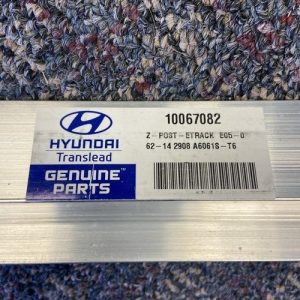 HYUNDAI
Translead
GENUINE
PARTS
10067082
Z-POST-ETRACK E05-0
62-14 2908 A6061S-T6